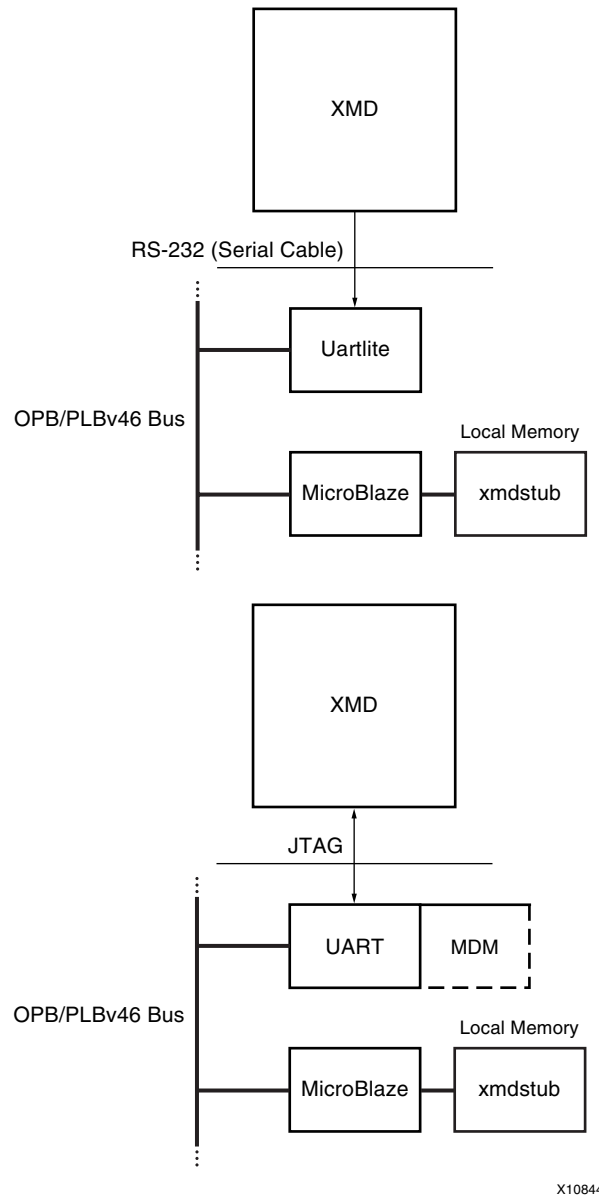 XMD
RS-232 (Serial Cable)
Uartlite
OPB/PLBv46 Bus
Local Memory
MicroBlaze
xmdstub
XMD
JTAG
UART
MDM
OPB/PLBv46 Bus
Local Memory
MicroBlaze
xmdstub
X10844